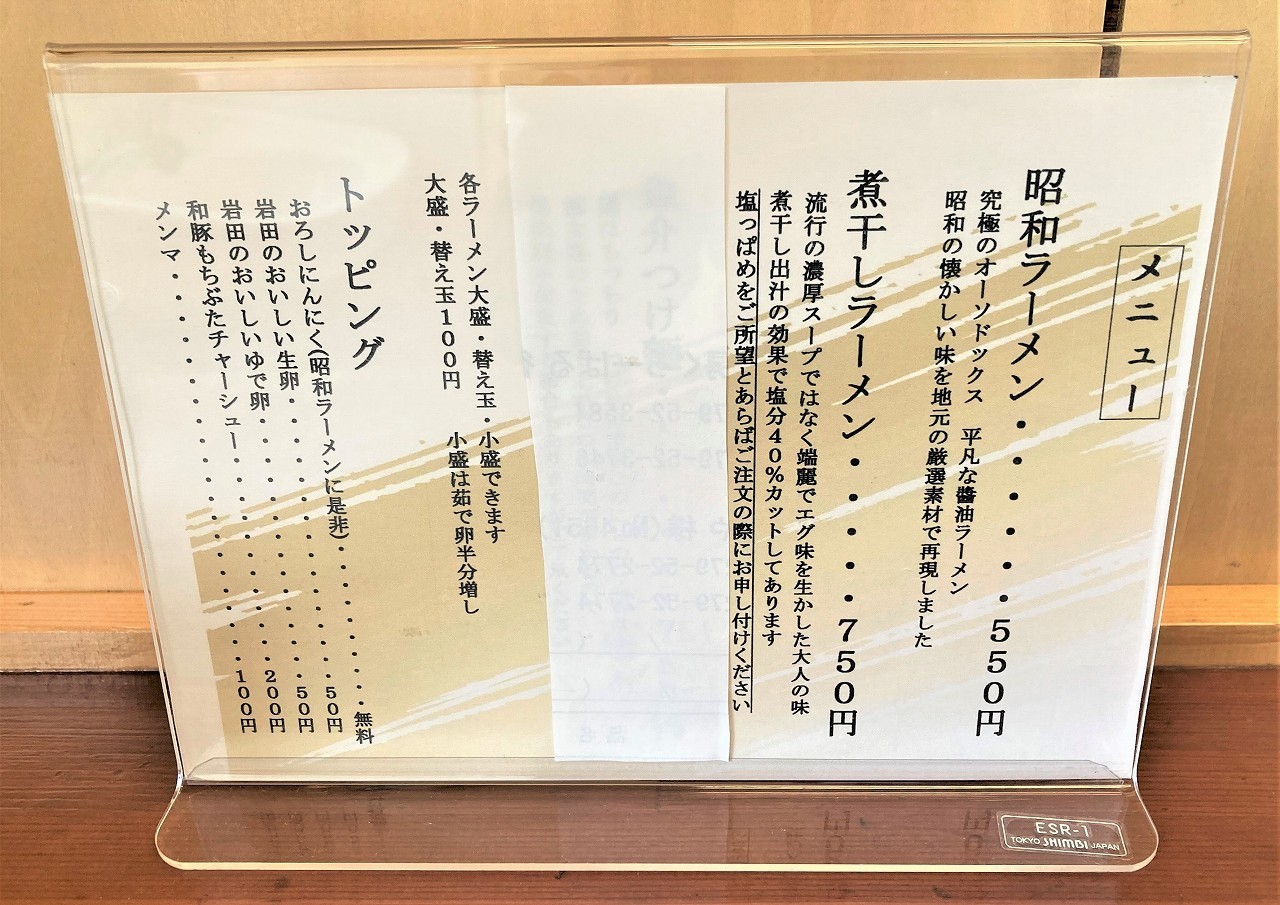 メニュー
昭和ラーメン・・・・・・550円
究極のオーソドックス　平凡な醬油ラーメン
昭和の懐かしい味を地元の厳選素材で再現しました
煮干しラーメン・・・・・750円
流行の濃厚スープではなく端麗でエグ味を生かした大人の味
煮干し出汁の効果で塩分40%カットしてあります
塩っぱめをご所望とあらばご注文の際にお申し付けください
各ラーメン大盛・替え玉・小盛できます
大盛・替え玉100円　　小盛は茹で卵半分増し
トッピング
おろしにんにく(昭和ラーメンに是非)・・・・・・・・・・無料
岩田のおいしい生卵・・・・・・・・・・・・・50円
岩田のおいしいゆで卵・・・・・・・・・・・・50円
和豚もちぶたチャーシュー・・・・・・・・・・200円
メンマ・・・・・・・・・・・・・・・・・・・100円
ESR-1
TOKYO SHIMBI JAPAN